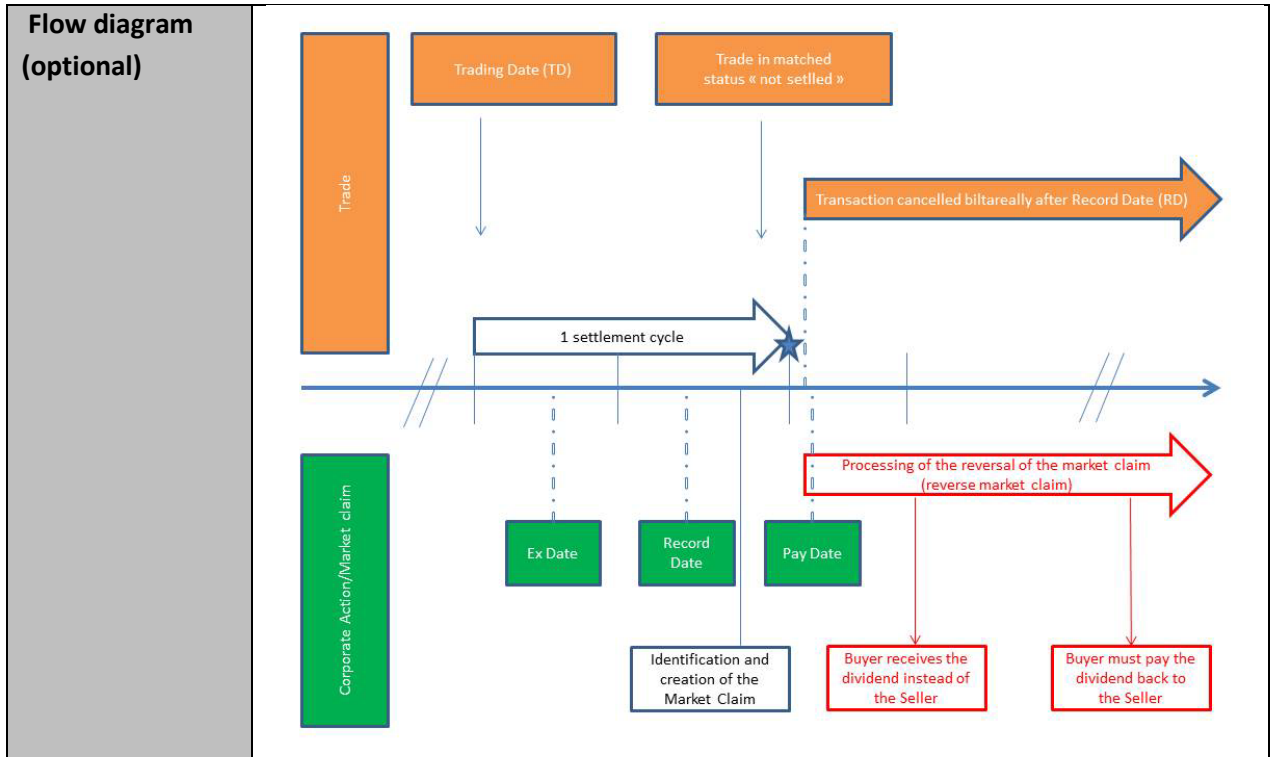 Flow diagram
(optional)
Trade
Trading Date (TD)
Trade in matched
status « not setlled »
Transaction cancelled biltareally after Record Date (RD)
1 settlement cycle
Corporate Action/Market claim
Processing of the reversal of the market claim
(reverse market claim)
Ex Date
Record
Date
Pay Date
Identification and
creation of the
Market Claim
Buyer receives the
dividend instead of
the Seller
Buyer must pay the
dividend back to
the Seller